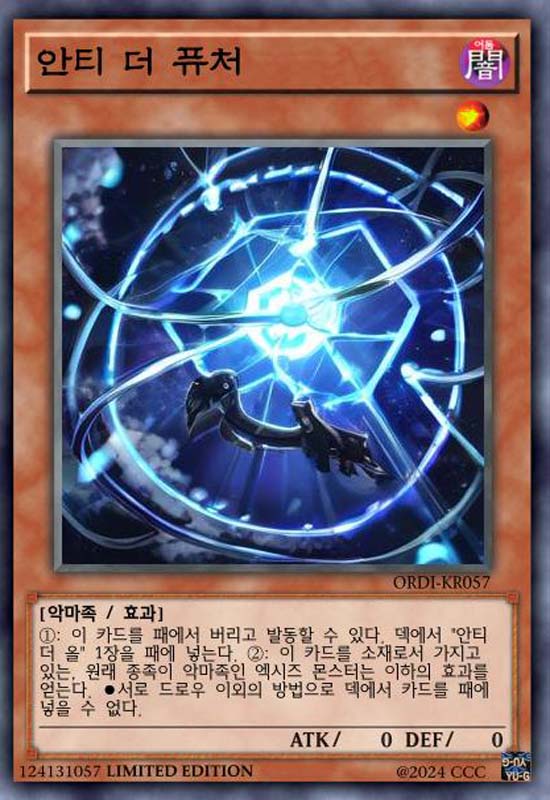 안티 더 퓨처
어둠
闇
ORDI-KR057
[악마족 / 효과]
①: 이 카드를 패에서 버리고 발동할 수 있다. 덱에서 "안티
더 올" 1장을 패에 넣는다. ②: 이 카드를 소재로서 가지고
있는, 원래 종족이 악마족인 엑시즈 몬스터는 이하의 효과를
얻는다. ●서로 드로우 이외의 방법으로 덱에서 카드를 패에
넣을 수 없다.
ATK/ 0 DEF/ 0
124131057 LIMITED EDITION ©2024 CCC